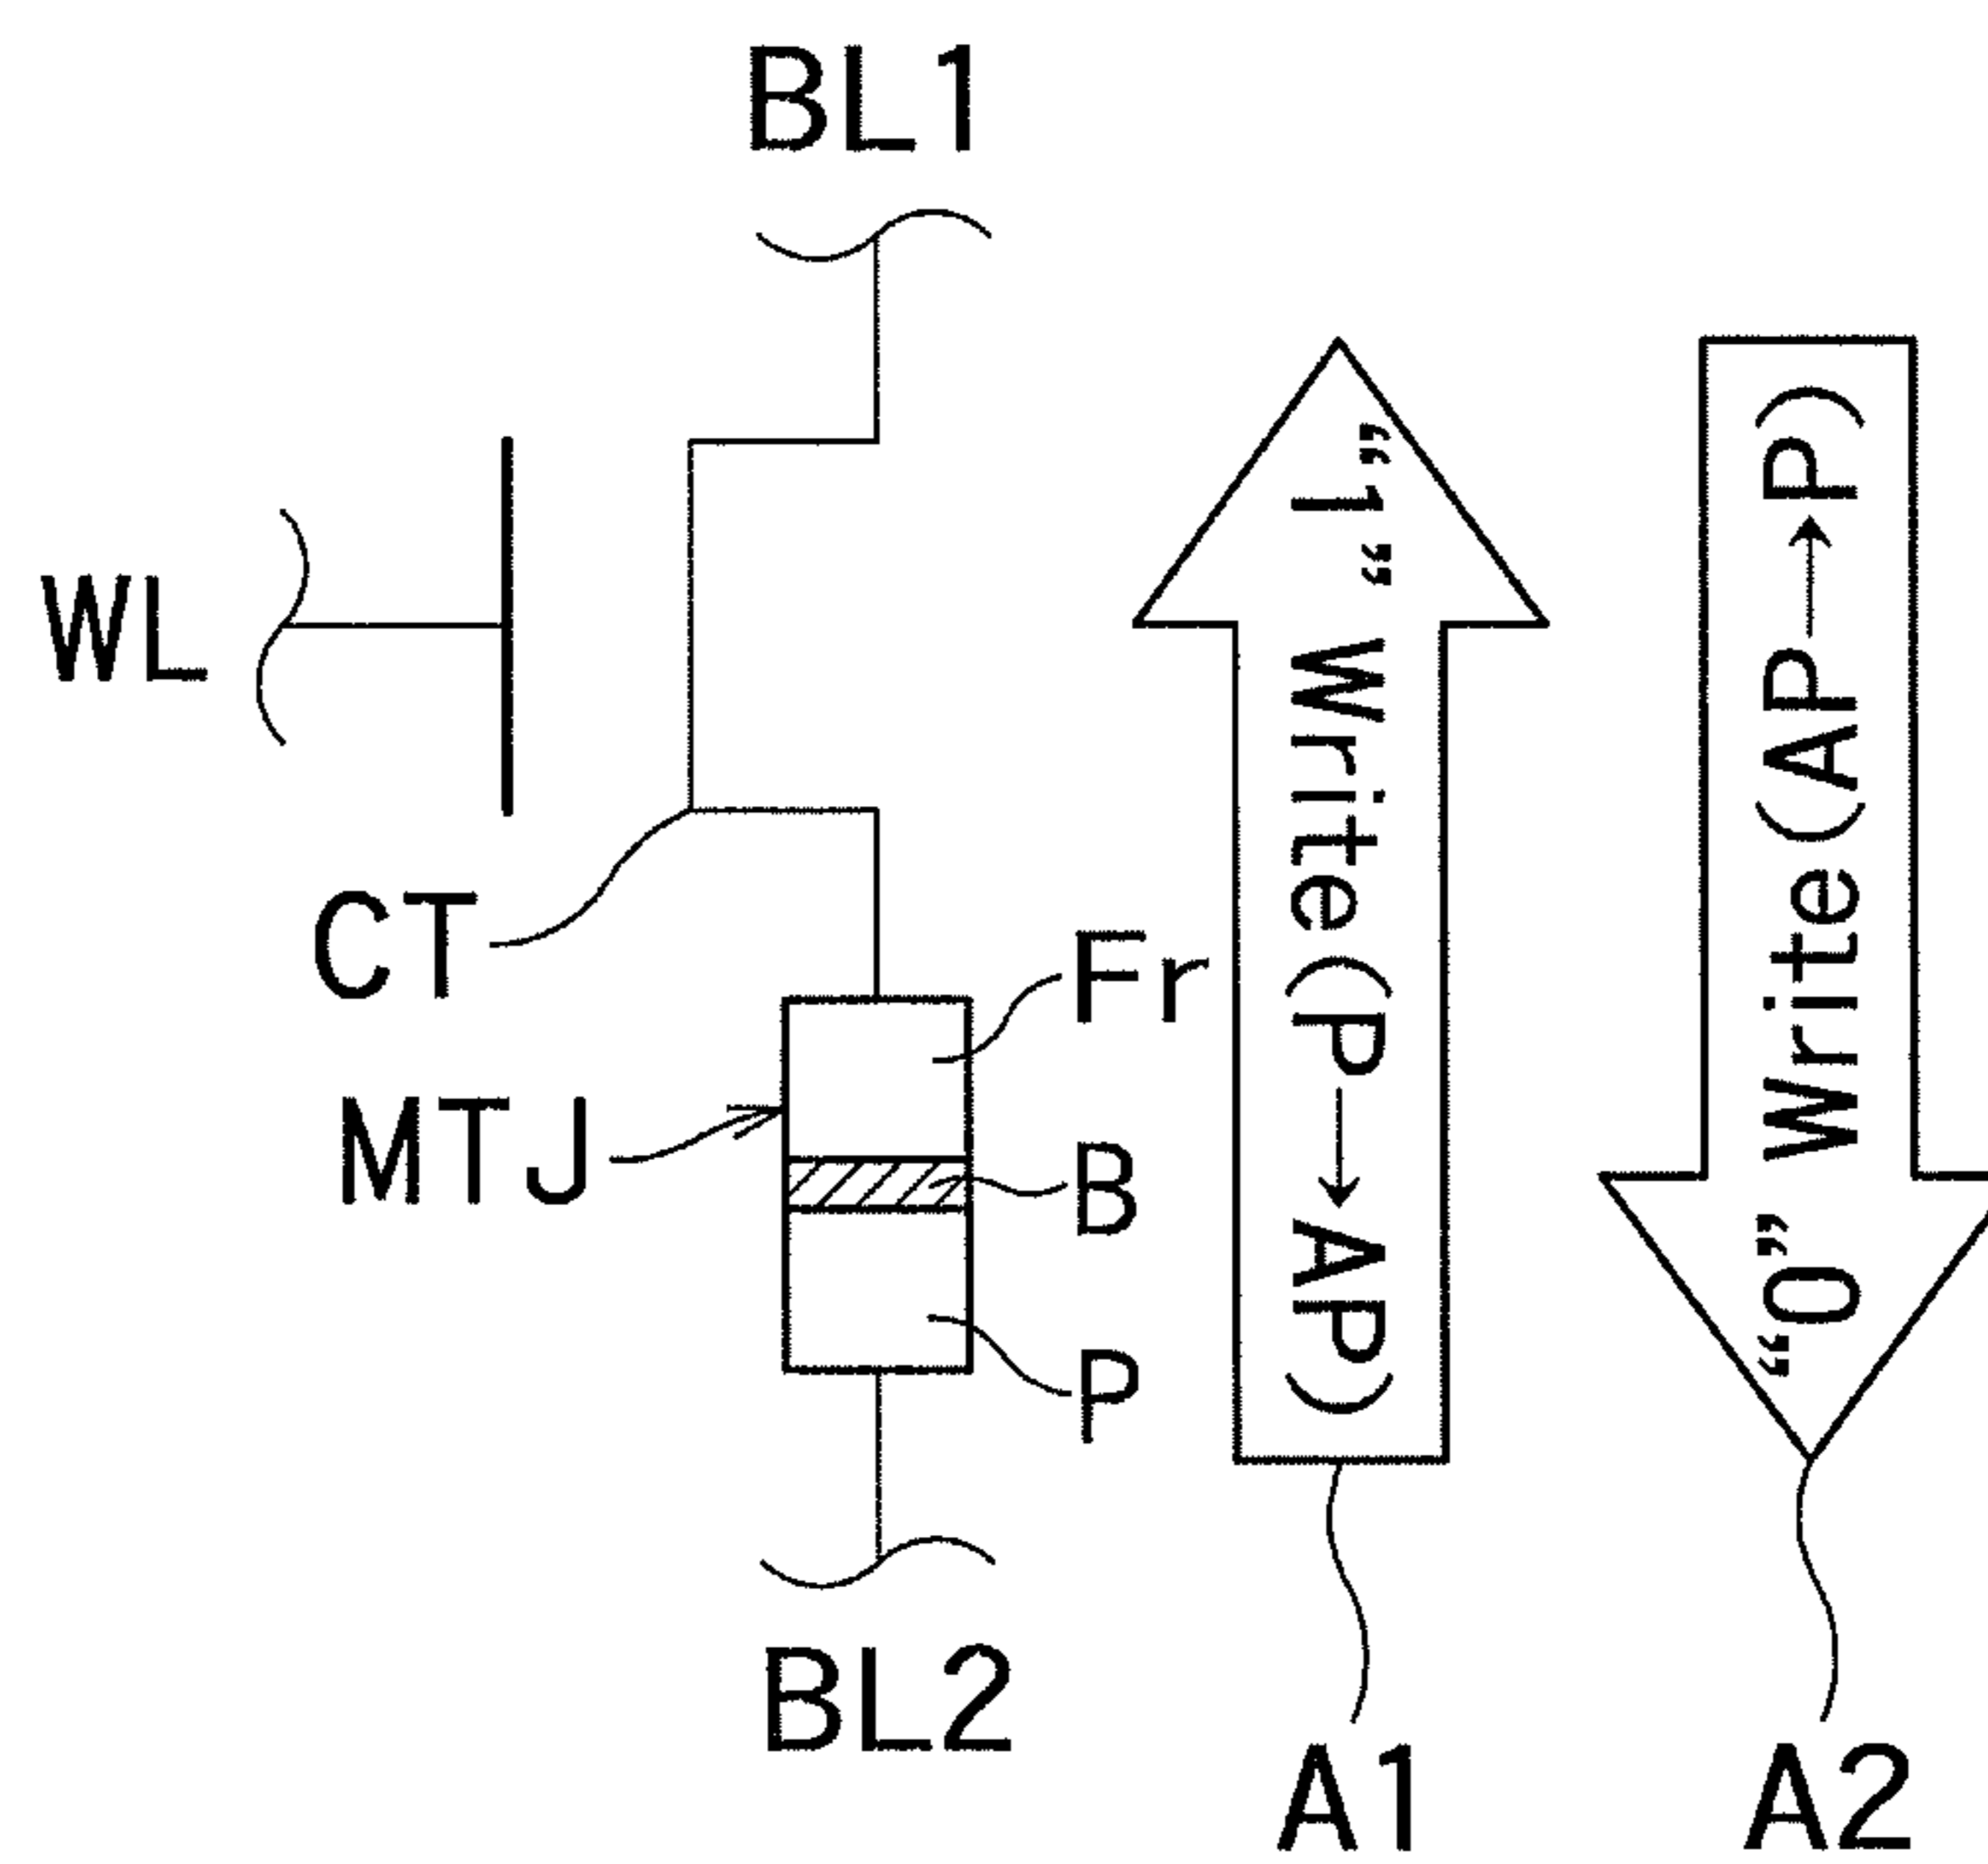 BL1
WL
CT
MTJ
Fr
B
P
BL2
“1” Write(P→AP)
“0” Write(AP→P)
A1
A2